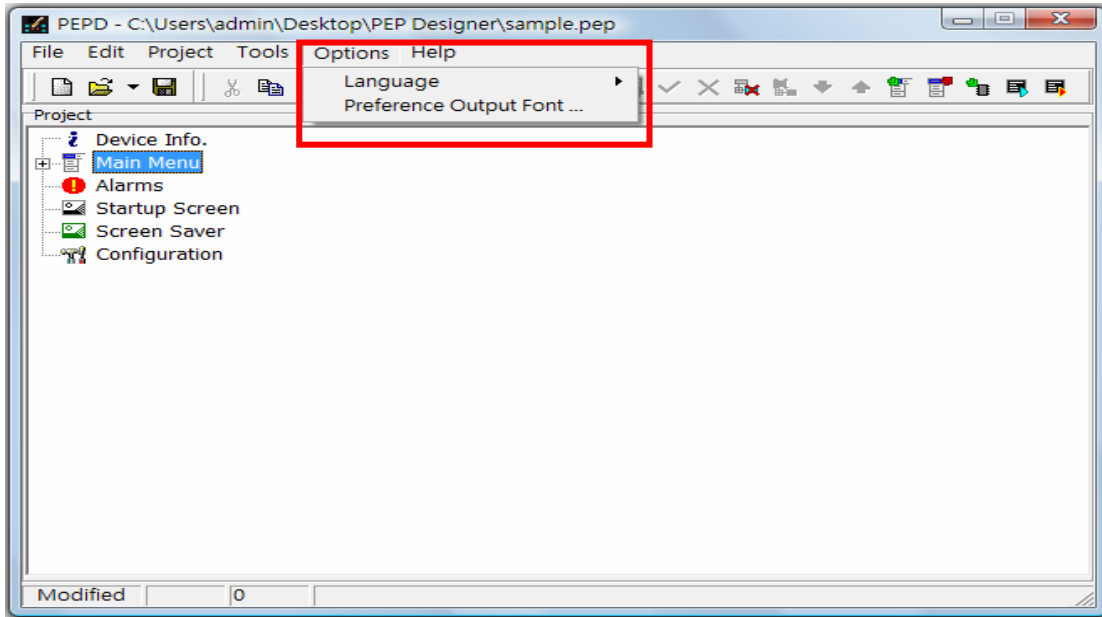 PEPD - C:\Users\admin\Desktop\PEP Designer\sample.pep
File Edit Project Tools Options Help
Language
Preference Output Font ...
Project
Device Info.
Main Menu
Alarms
Startup Screen
Screen Saver
Configuration
Modified 0